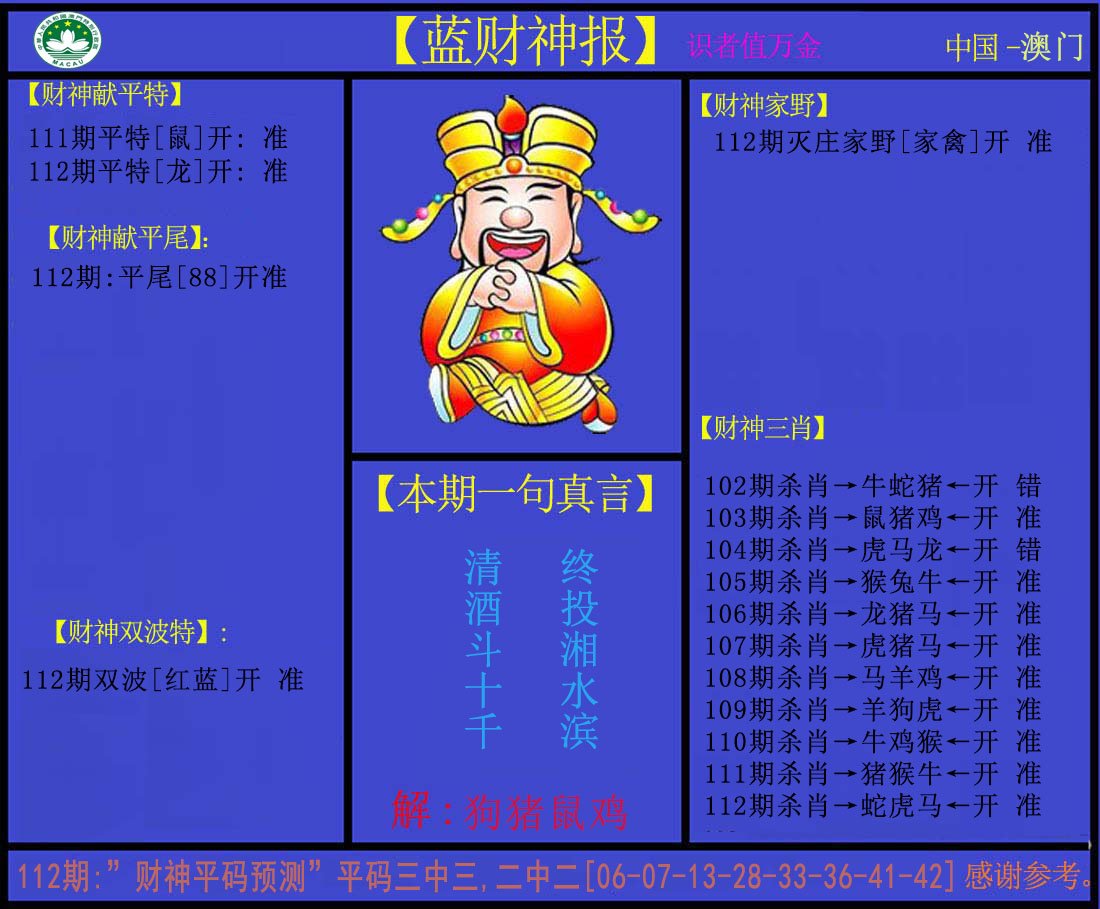 【蓝财神报】 识者值万金 中国-澳门
MACAU
【财神献平特】
111期平特[鼠]开: 准
112期平特[龙]开: 准
【财神献平尾】:
112期:平尾[88]开准
【财神双波特】:
112期双波[红蓝]开 准
【本期一句真言】
清酒斗十千
终投湘水滨
解:狗猪鼠鸡
【财神家野】
112期灭庄家野[家禽]开 准
【财神三肖】
102期杀肖→牛蛇猪←开 错
103期杀肖→鼠猪鸡←开 准
104期杀肖→虎马龙←开 错
105期杀肖→猴兔牛←开 准
106期杀肖→龙猪马←开 准
107期杀肖→虎猪马←开 准
108期杀肖→马羊鸡←开 准
109期杀肖→羊狗虎←开 准
110期杀肖→牛鸡猴←开 准
111期杀肖→猪猴牛←开 准
112期杀肖→蛇虎马←开 准
112期:”财神平码预测”平码三中三,二中二[06-07-13-28-33-36-41-42]感谢参考。